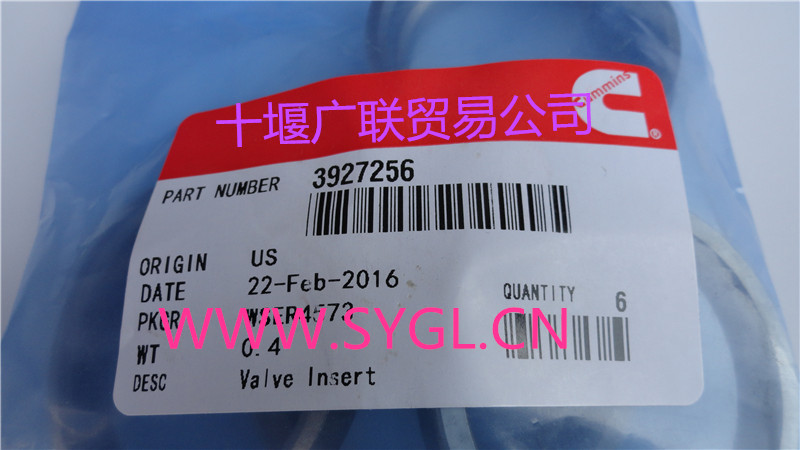 cummins
®
十堰广联贸易公司
PART NUMBER 3927256
ORIGIN US
DATE 22-Feb-2016
QUANTITY 6
PKGR
WWW.SYGL.CN
WT 0.4
DESC Valve Insert